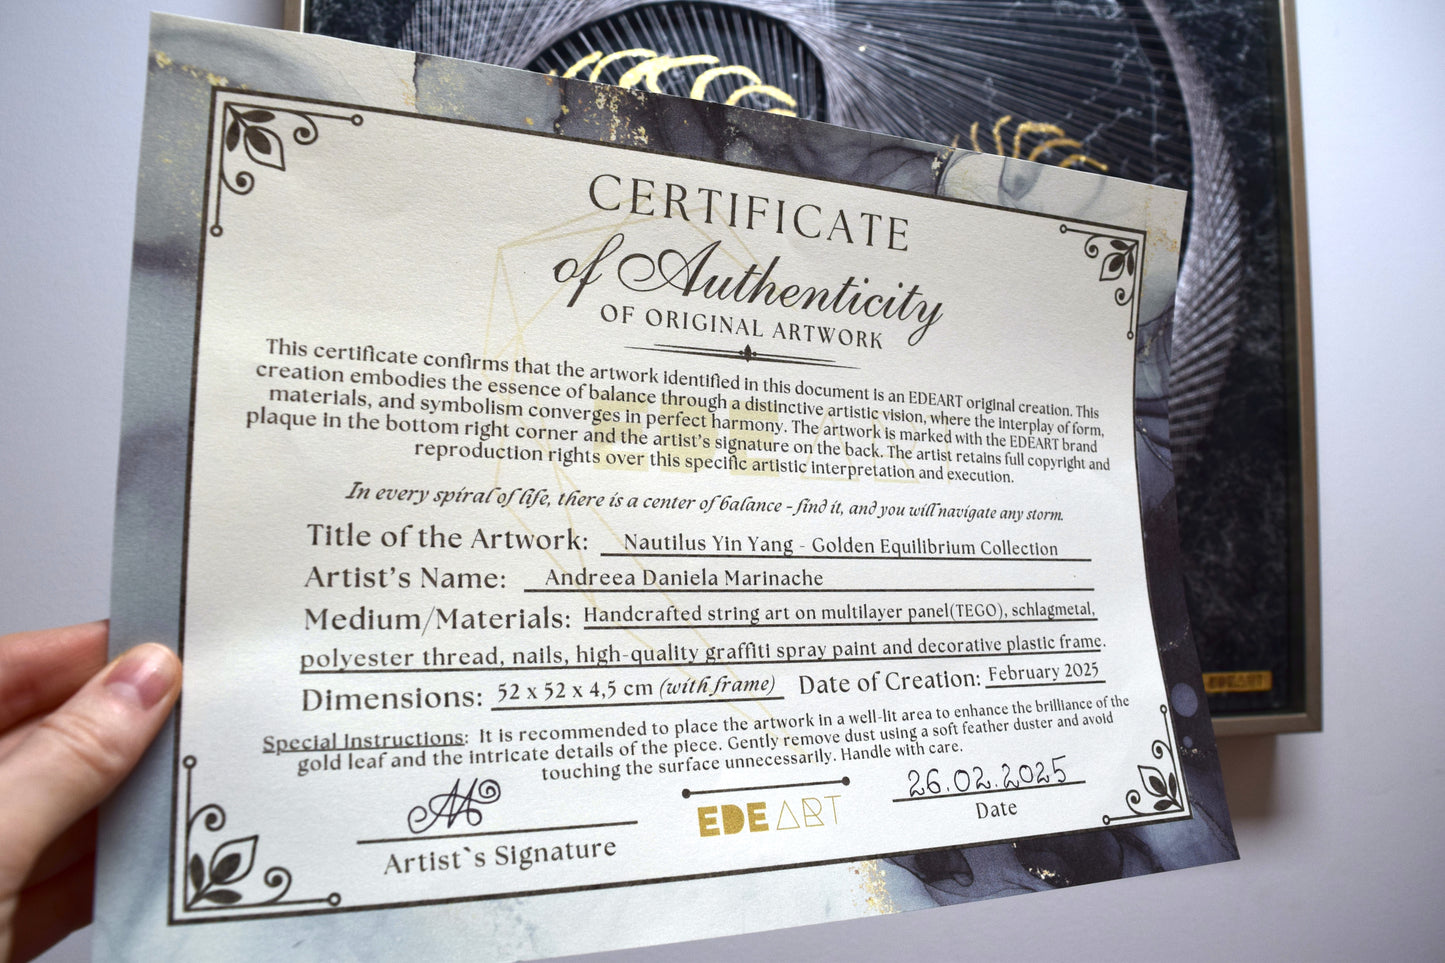 CERTIFICATE
of Authenticity
OF ORIGINAL ARTWORK
This certificate confirms that the artwork identified in this document is an EDEART original creation. This
creation embodies the essence of balance through a distinctive artistic vision, where the interplay of form,
materials, and symbolism converges in perfect harmony. The artwork is marked with the EDEART brand
plaque in the bottom right corner and the artist's signature on the back. The artist retains full copyright and
reproduction rights over this specific artistic interpretation and execution.
In every spiral of life, there is a center of balance - find it, and you will navigate any storm.
Title of the Artwork: Nautilus Yin Yang - Golden Equilibrium Collection
Artist's Name: Andreea Daniela Marinache
Medium/Materials: Handcrafted string art on multilayer panel(TEGO), schlagmetal,
polyester thread, nails, high-quality graffiti spray paint and decorative plastic frame.
Dimensions: 52 x 52 x 4,5 cm (with frame) Date of Creation: February 2025
Special Instructions: It is recommended to place the artwork in a well-lit area to enhance the brilliance of the
gold leaf and the intricate details of the piece. Gently remove dust using a soft feather duster and avoid
touching the surface unnecessarily. Handle with care.
26.02.2025
EDEART
Date
Artist`s Signature
EDEART